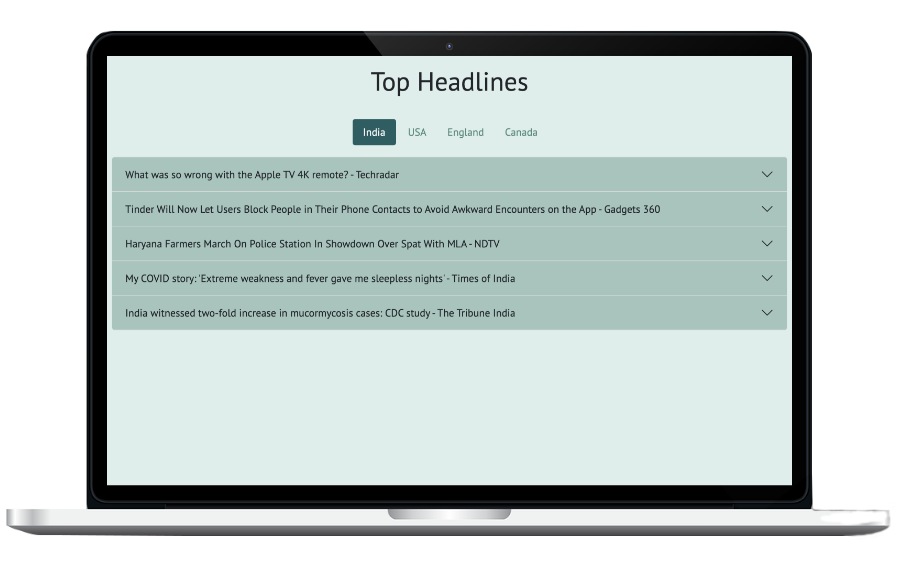 Top Headlines
India USA England Canada
What was so wrong with the Apple TV 4K remote? - Techradar
Tinder Will Now Let Users Block People in Their Phone Contacts to Avoid Awkward Encounters on the App - Gadgets 360
Haryana Farmers March On Police Station In Showdown Over Spat With MLA - NDTV
My COVID story: 'Extreme weakness and fever gave me sleepless nights' - Times of India
India witnessed two-fold increase in mucormycosis cases: CDC study - The Tribune India